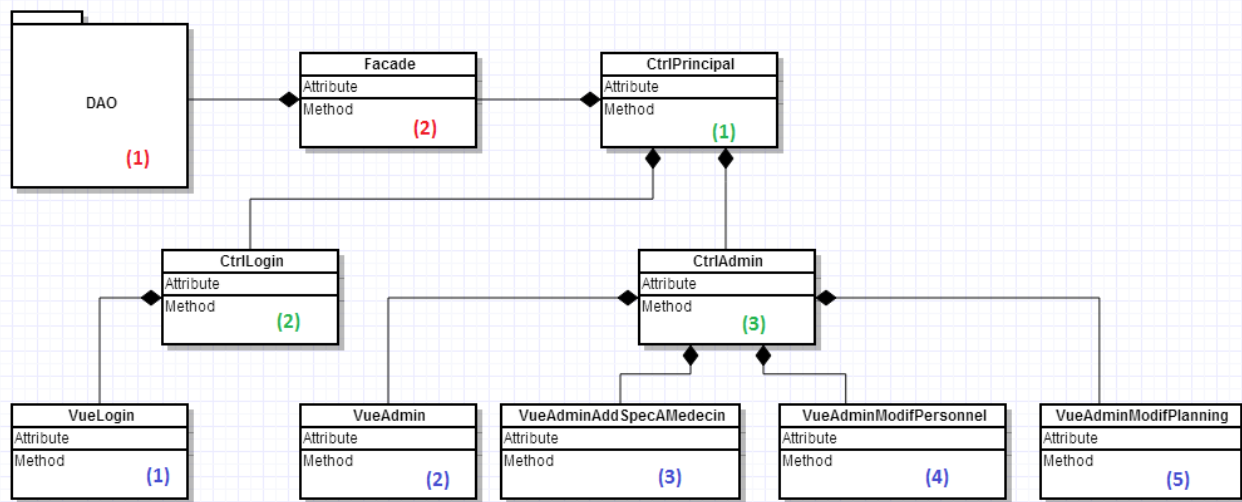 DAO
(1)
Facade
Attribute
Method
(2)
CtrlPrincipal
Attribute
Method
(1)
CtrlLogin
Attribute
Method
(2)
CtrlAdmin
Attribute
Method
(3)
VueLogin
Attribute
Method
(1)
VueAdmin
Attribute
Method
(2)
VueAdminAddSpecAMedecin
Attribute
Method
(3)
VueAdminModifPersonnel
Attribute
Method
(4)
VueAdminModifPlanning
Attribute
Method
(5)